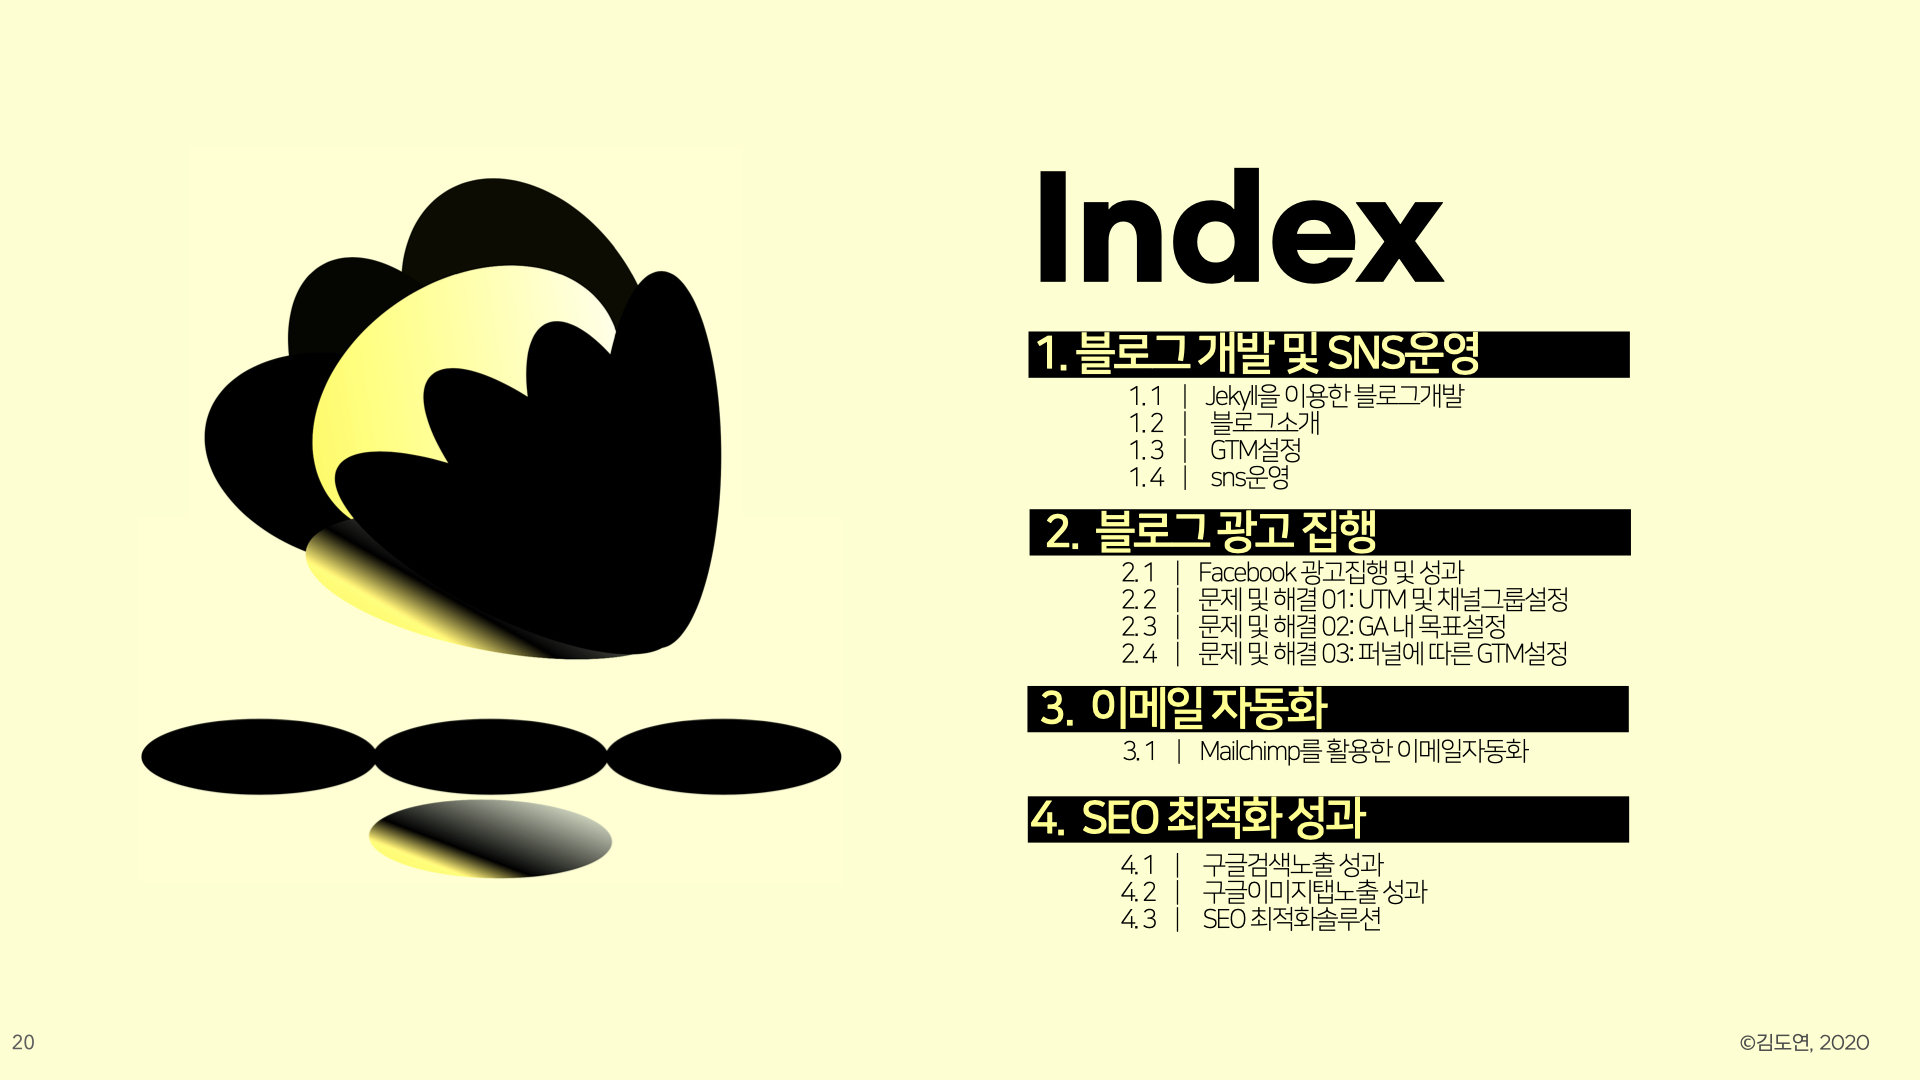 Index
1. 블로그 개발 및 SNS운영
1.1 | Jekyll을 이용한 블로그개발
1.2 | 블로그소개
1.3 | GTM설정
1.4 | sns운영
2. 블로그 광고 집행
2.1 | Facebook 광고집행 및 성과
2.2 | 문제 및 해결 01: UTM 및 채널그룹설정
2.3 | 문제 및 해결 02: GA 내 목표설정
2.4 | 문제 및 해결 03: 퍼널에 따른 GTM설정
3. 이메일 자동화
3.1 | Mailchimp를 활용한 이메일자동화
4. SEO 최적화 성과
4.1 | 구글검색노출 성과
4.2 | 구글이미지탭노출 성과
4.3 | SEO 최적화솔루션
20
©김도연, 2020